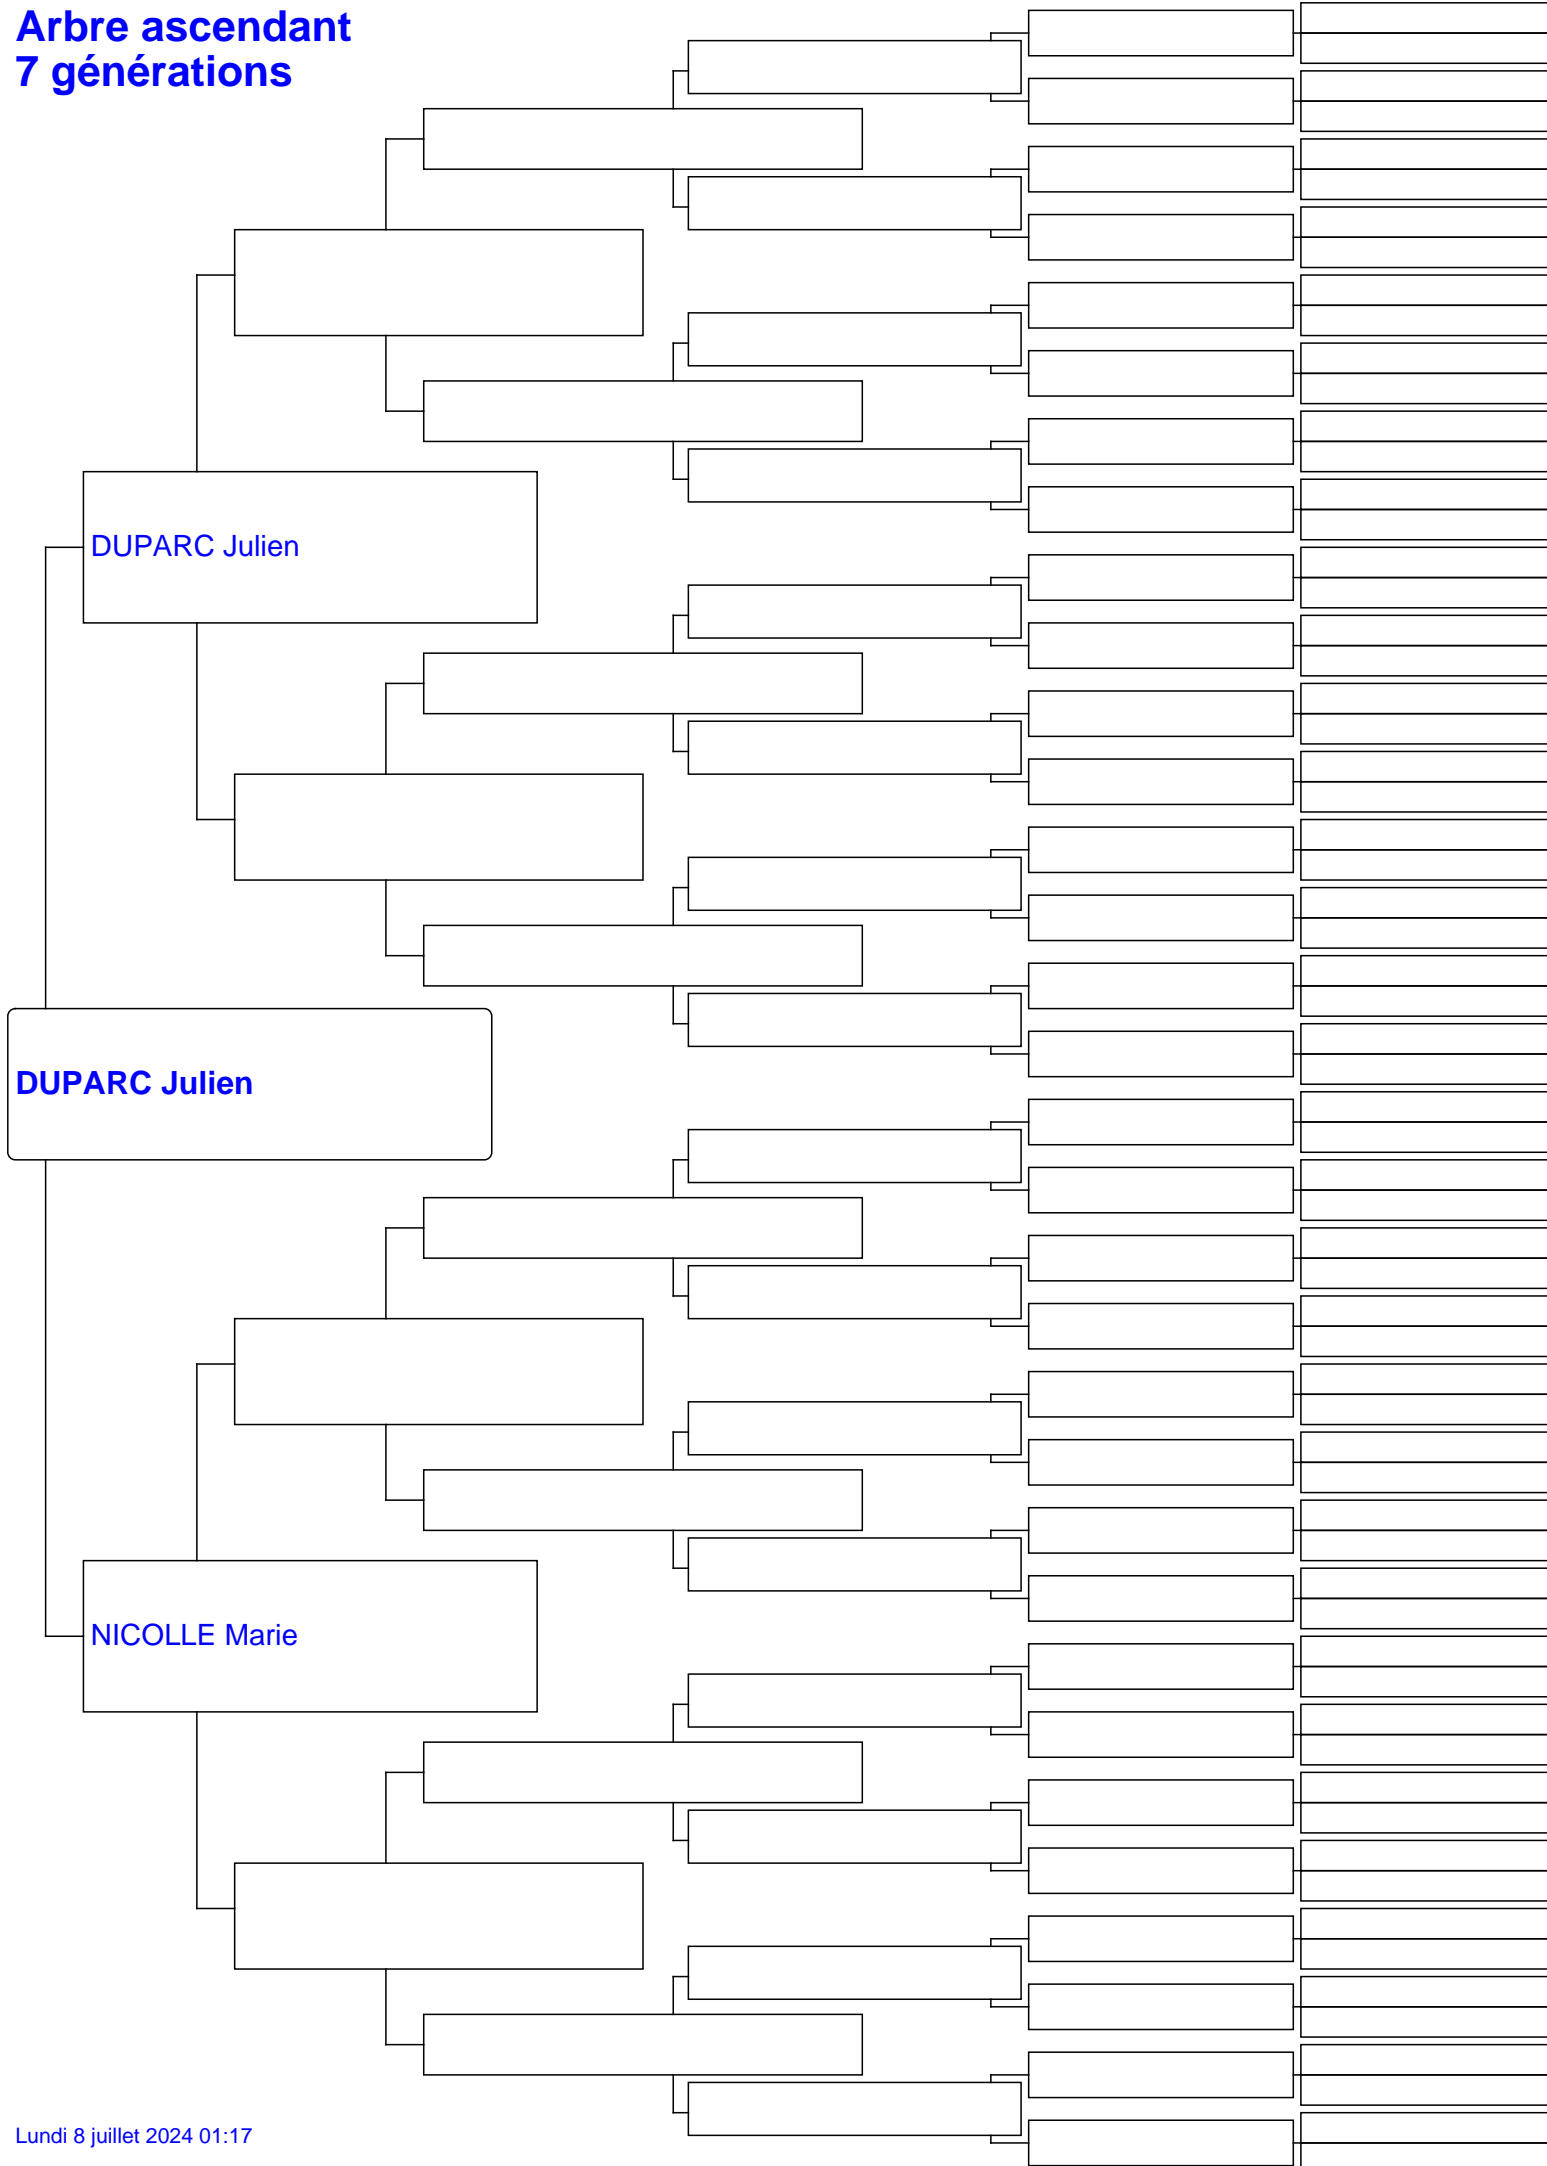 Arbre ascendant
7 générations
DUPARC Julien
DUPARC Julien
NICOLLE Marie
Lundi 8 juillet 2024 01:17